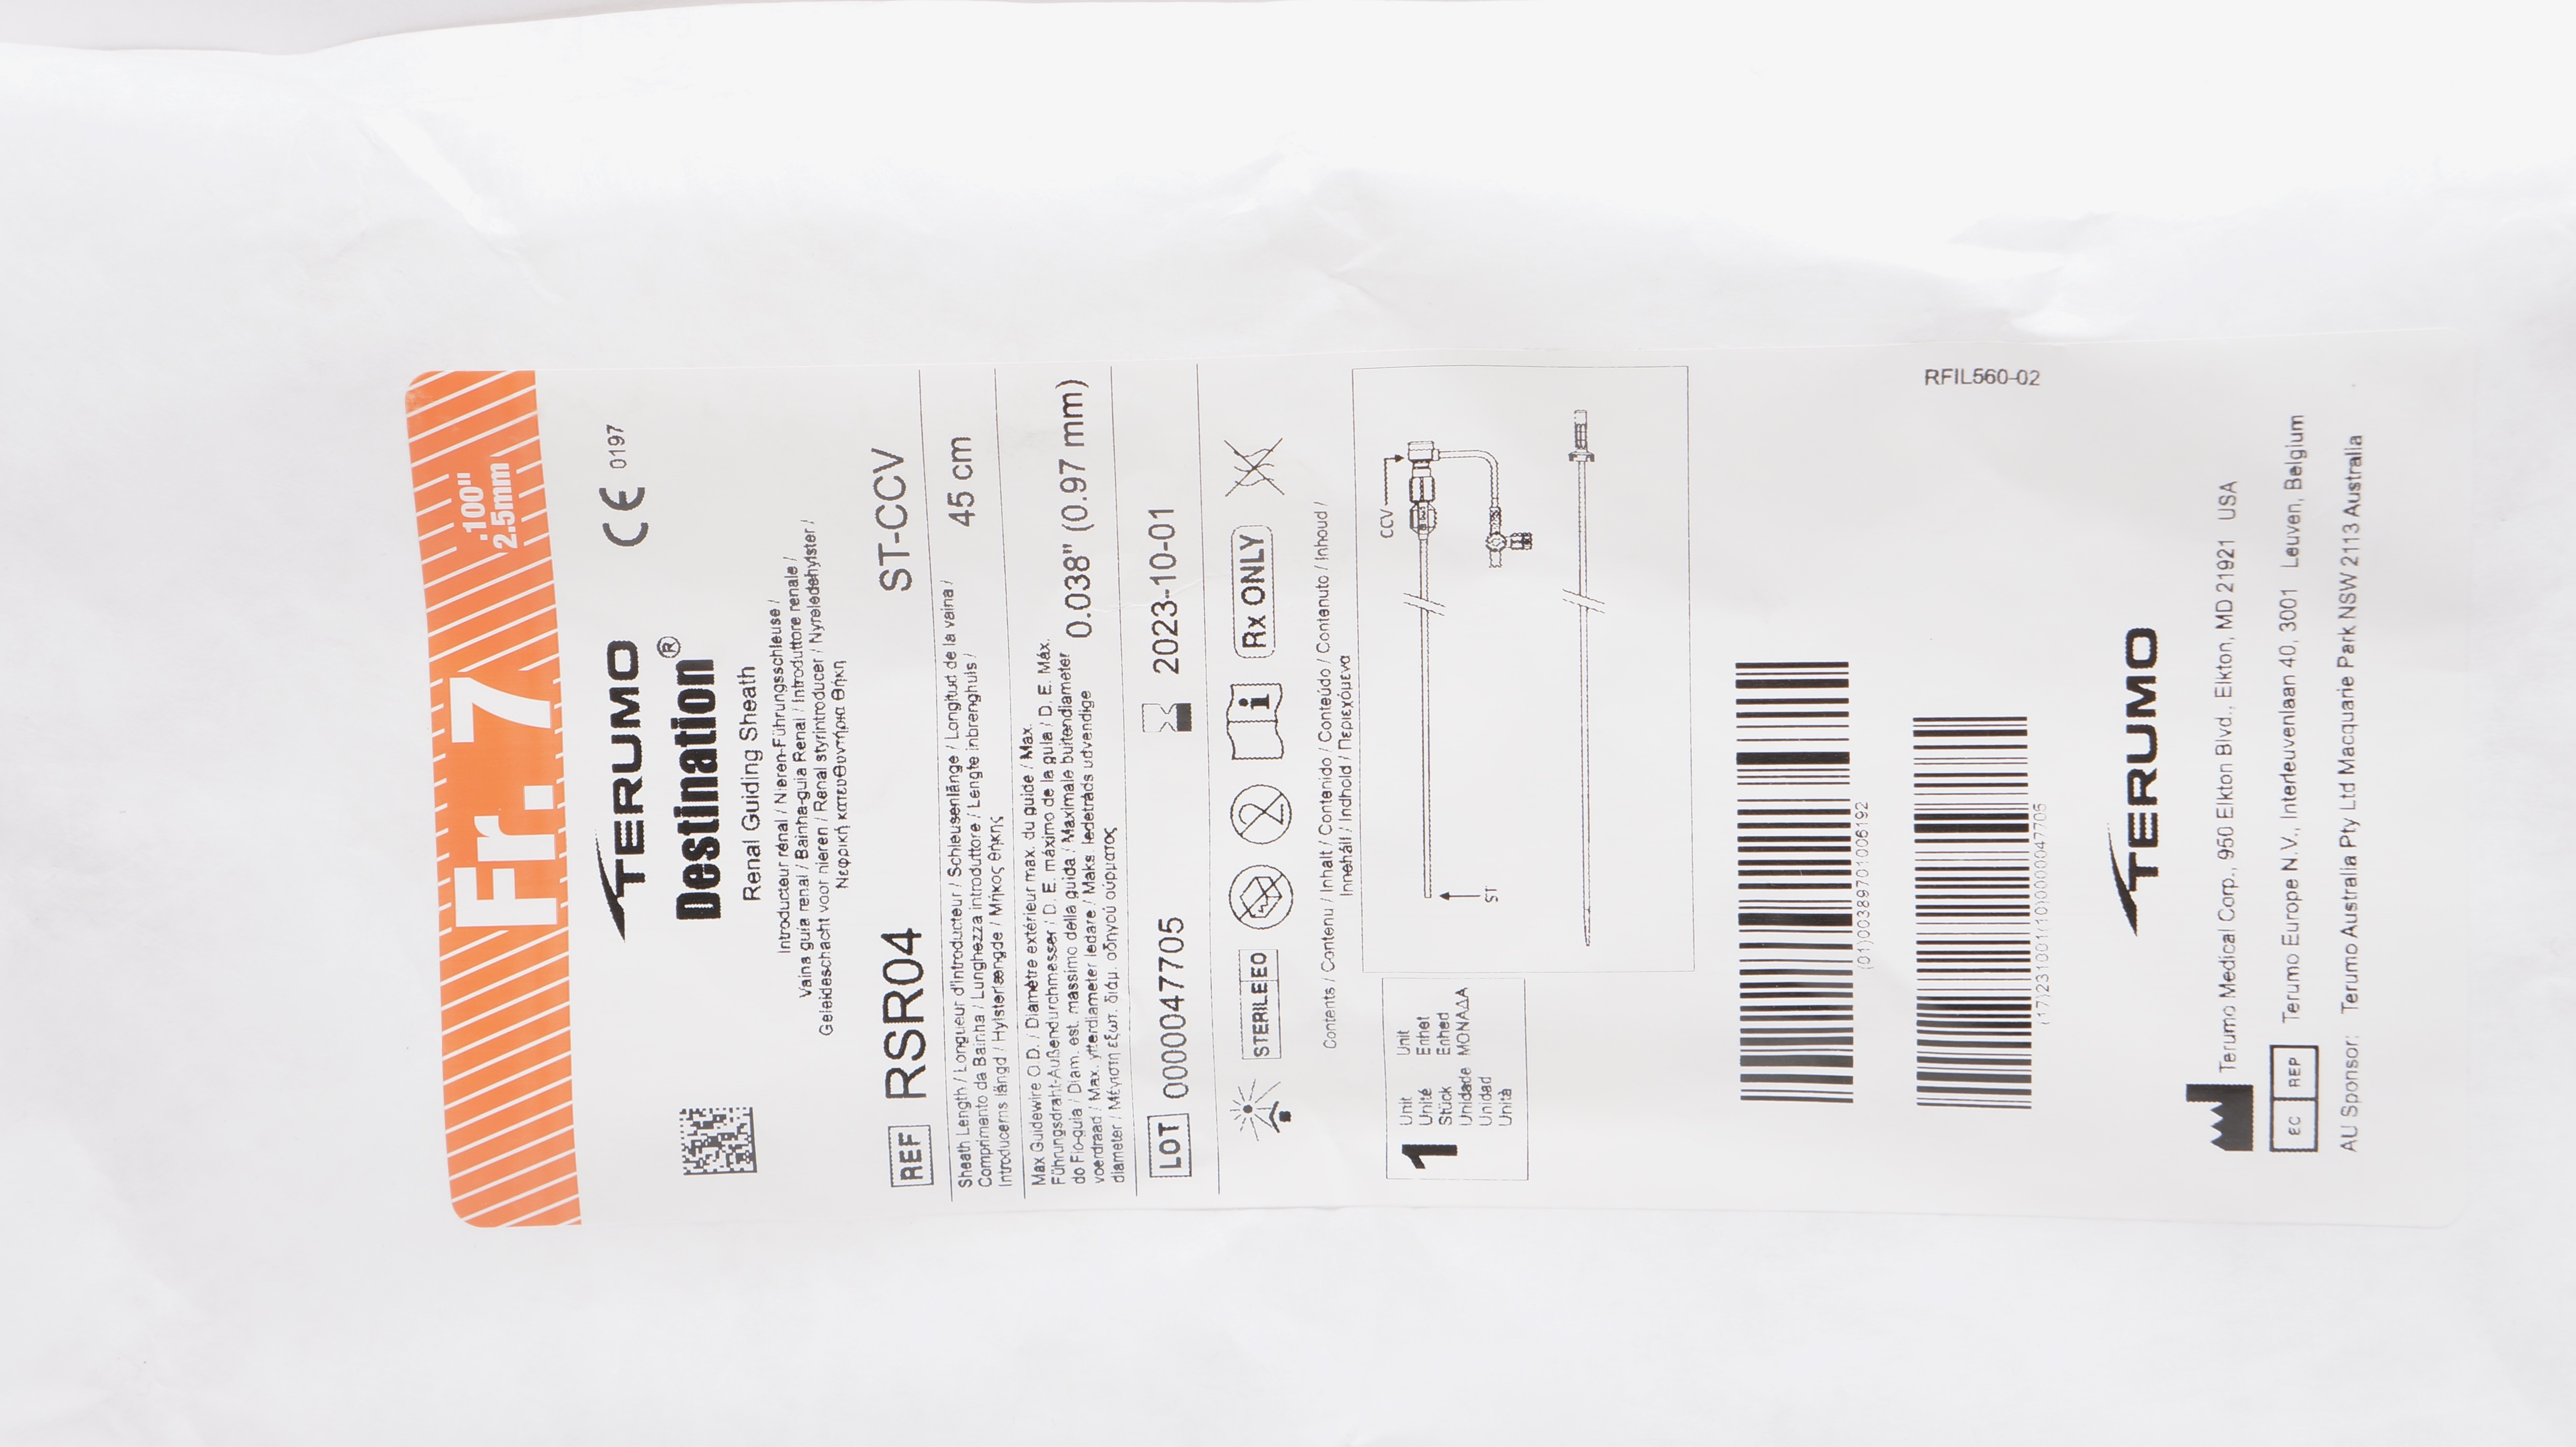 Fr. 7
.100"
2.5mm
TERUMO
CE 0197
Destination®
Renal Guiding Sheath
Introducteur rénal / Nieren-Führungsschleuse /
Vaina guia renal / Bainha-guia Renal / Introduttore renale /
Geleideschacht voor nieren / Renal styrintroducer / Nyreledehylster /
Νεφρική κατευθυντήρια θήκη
REF RSR04 ST-CCV
Sheath Length / Longueur d'introducteur / Schleusenlänge / Longitud de la vaina /
Comprimento da Bainha / Lunghezza introduttore / Lengte inbrenghuls /
Introducerns längd / Hylsterlængde / Μήκος θήκης
45 cm
Max Guidewire O.D. / Diamètre extérieur max. du guide / Max.
Führungsdraht-Außendurchmesser / D. E. máximo de la guía / D. E. Máx.
do Fio-guia / Diam. est. massimo della guida / Maximale buitendiameter
voerdraad / Max. ytterdiameter ledare / Maks. ledetråds udvendige
diameter / Μέγιστη εξωτ. διάμ. οδηγού σύρματος
0.038" (0.97 mm)
LOT 0000047705 2023-10-01
STERILE EO
2
i
Rx ONLY
Contents / Contenu / Inhalt / Contenido / Conteúdo / Contenuto / Inhoud /
Innehåll / Indhold / Περιεχόμενα
1
Unit Unit
Unité Enhet
Stück Enhed
Unidade ΜΟΝΑΔΑ
Unidad
Unità
CCV
ST
(01)00389701006192
(17)231001(10)0000047705
RFIL560-02
TERUMO
Terumo Medical Corp., 950 Elkton Blvd., Elkton, MD 21921 USA
EC REP Terumo Europe N.V., Interleuvenlaan 40, 3001 Leuven, Belgium
AU Sponsor: Terumo Australia Pty Ltd Macquarie Park NSW 2113 Australia